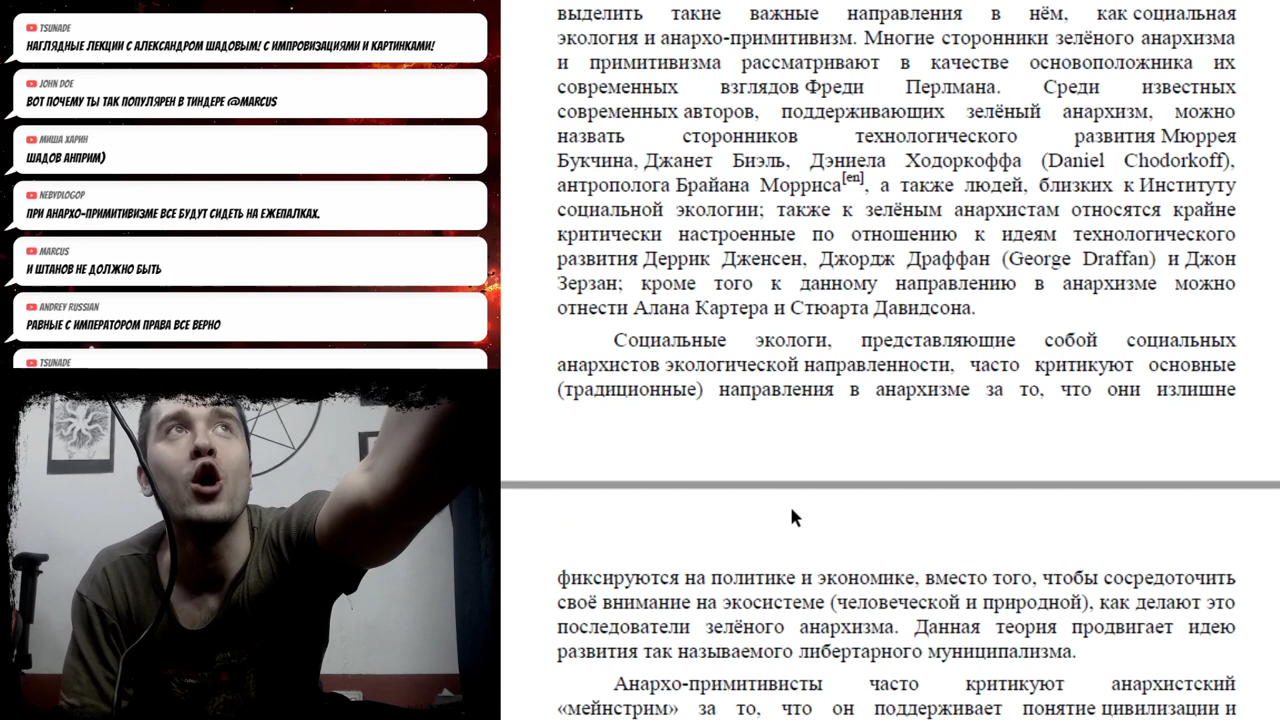 TSUNADE
НАГЛЯДНЫЕ ЛЕКЦИИ С АЛЕКСАНДРОМ ШАДОВЫМ! С ИМПРОВИЗАЦИЯМИ И КАРТИНКАМИ!
JOHN DOE
ВОТ ПОЧЕМУ ТЫ ТАК ПОПУЛЯРЕН В ТИНДЕРЕ @MARCUS
МИША ХАРИН
ШАДОВ АНПРИМ)
NEBYDLOGOP
ПРИ АНАРХО-ПРИМИТИВИЗМЕ ВСЕ БУДУТ СИДЕТЬ НА ЕЖЕПАЛКАХ.
MARCUS
И ШТАНОВ НЕ ДОЛЖНО БЫТЬ
ANDREY RUSSIAN
РАВНЫЕ С ИМПЕРАТОРОМ ПРАВА ВСЕ ВЕРНО
TSUNADE
выделить такие важные направления в нём, как социальная
экология и анархо-примитивизм. Многие сторонники зелёного анархизма
и примитивизма рассматривают в качестве основоположника их
современных взглядов Фреди Перлмана. Среди известных
современных авторов, поддерживающих зелёный анархизм, можно
назвать сторонников технологического развития Мюррея
Букчина, Джанет Биэль, Дэниела Ходоркоффа (Daniel Chodorkoff),
антрополога Брайана Морриса[en], а также людей, близких к Институту
социальной экологии; также к зелёным анархистам относятся крайне
критически настроенные по отношению к идеям технологического
развития Деррик Дженсен, Джордж Драффан (George Draffan) и Джон
Зерзан; кроме того к данному направлению в анархизме можно
отнести Алана Картера и Стюарта Давидсона.
Социальные экологи, представляющие собой социальных
анархистов экологической направленности, часто критикуют основные
(традиционные) направления в анархизме за то, что они излишне
фиксируются на политике и экономике, вместо того, чтобы сосредоточить
своё внимание на экосистеме (человеческой и природной), как делают это
последователи зелёного анархизма. Данная теория продвигает идею
развития так называемого либертарного муниципализма.
Анархо-примитивисты часто критикуют анархистский
«мейнстрим» за то, что он поддерживает понятие цивилизации и